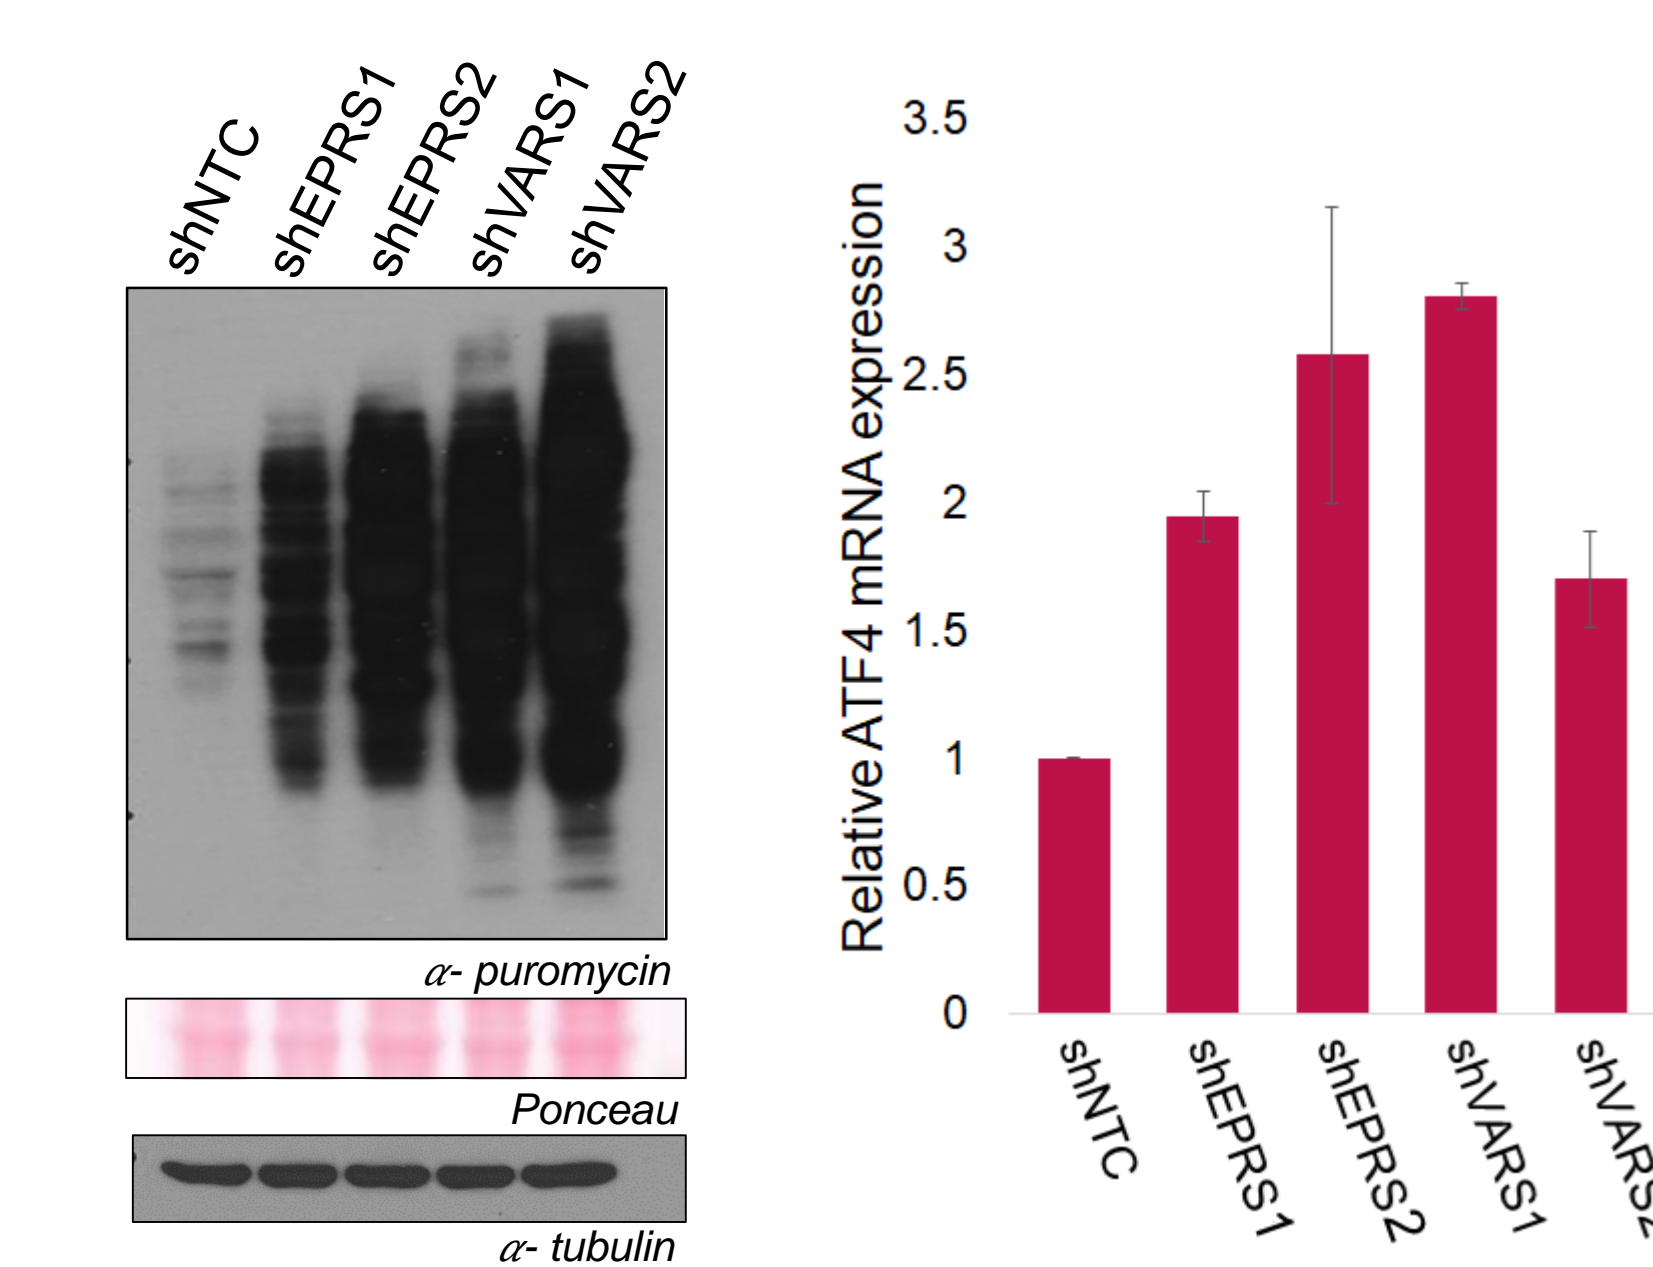 shNTC
shEPRS1
shEPRS2
shVARS1
shVARS2
α- puromycin
Ponceau
α- tubulin
Relative ATF4 mRNA expression
3.5
3
2.5
2
1.5
1
0.5
0
shNTC
shEPRS1
shEPRS2
shVARS1
shVARS2